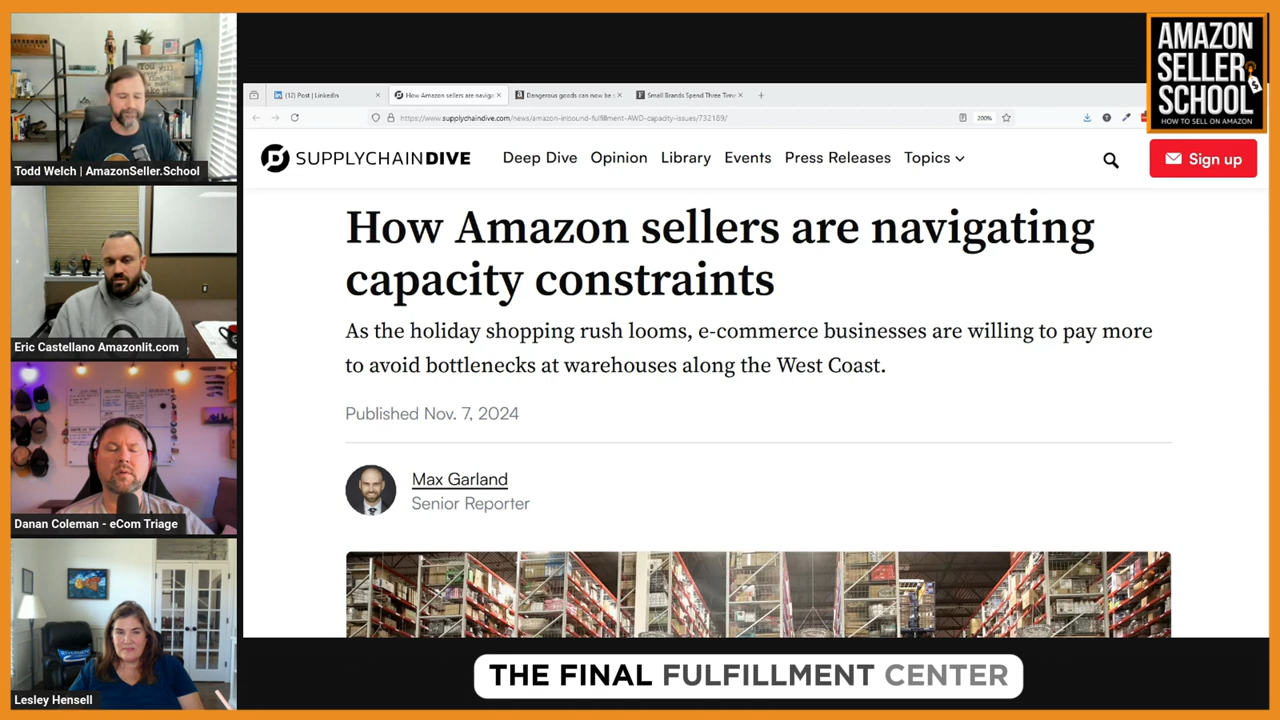 AMAZON
SELLER
SCHOOL
HOW TO SELL ON AMAZON
Todd Welch | AmazonSeller.School
Eric Castellano Amazonlit.com
Danan Coleman - eCom Triage
Lesley Hensell
(12) Post | LinkedIn
How Amazon sellers are naviga
Dangerous goods can now be
Small Brands Spend Three Time
https://www.supplychaindive.com/news/amazon-inbound-fulfillment-AWD-capacity-issues/732189/
200%
SUPPLYCHAINDIVE
Deep Dive Opinion Library Events Press Releases Topics
Sign up
How Amazon sellers are navigating
capacity constraints
As the holiday shopping rush looms, e-commerce businesses are willing to pay more
to avoid bottlenecks at warehouses along the West Coast.
Published Nov. 7, 2024
Max Garland
Senior Reporter
THE FINAL FULFILLMENT CENTER